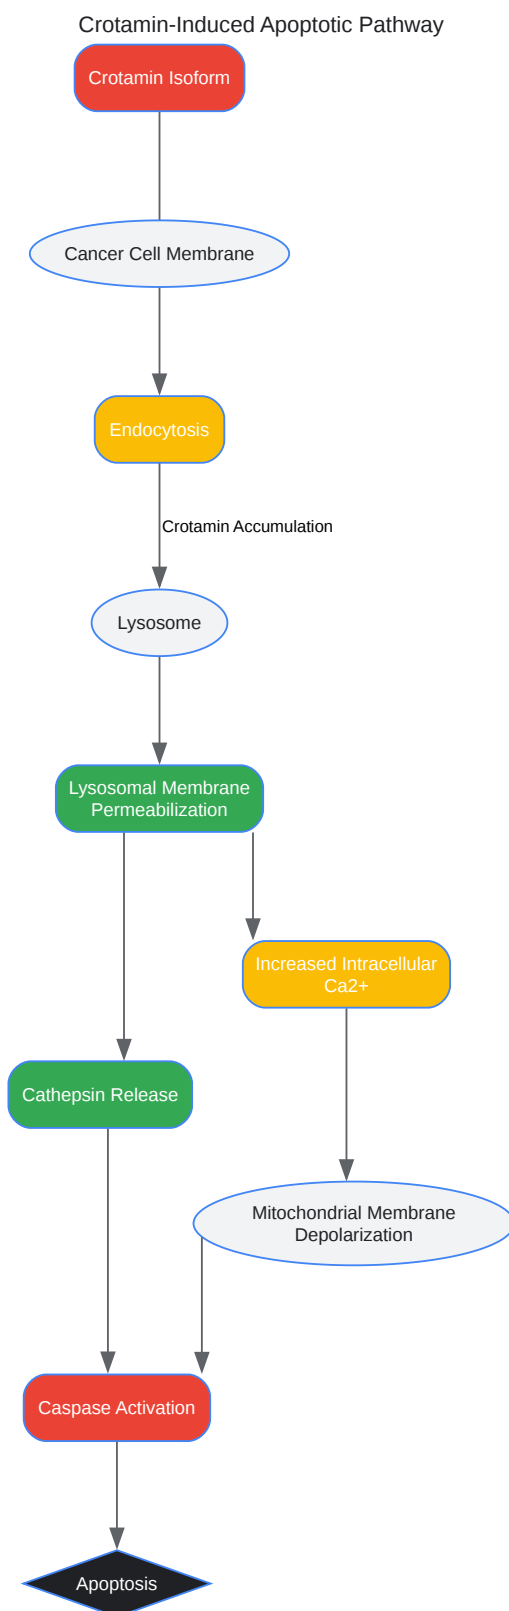 Crotamin-Induced Apoptotic Pathway
Crotamin Isoform
Cancer Cell Membrane
Endocytosis
Crotamin Accumulation
Lysosome
Lysosomal Membrane
Permeabilization
Increased Intracellular
Ca2+
Cathepsin Release
Mitochondrial Membrane
Depolarization
Caspase Activation
Apoptosis